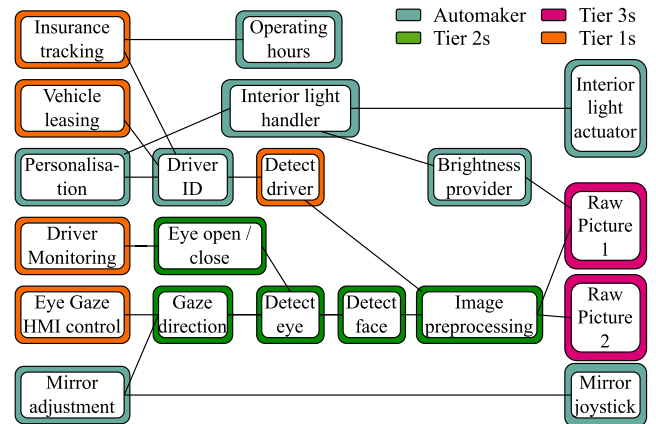 Insurance
tracking
Operating
hours
Automaker
Tier 3s
Tier 2s
Tier 1s
Vehicle
leasing
Interior light
handler
Interior
light
actuator
Personalisa-
tion
Driver
ID
Detect
driver
Brightness
provider
Raw
Picture
1
Driver
Monitoring
Eye open /
close
Eye Gaze
HMI control
Gaze
direction
Detect
eye
Detect
face
Image
preprocessing
Raw
Picture
2
Mirror
adjustment
Mirror
joystick